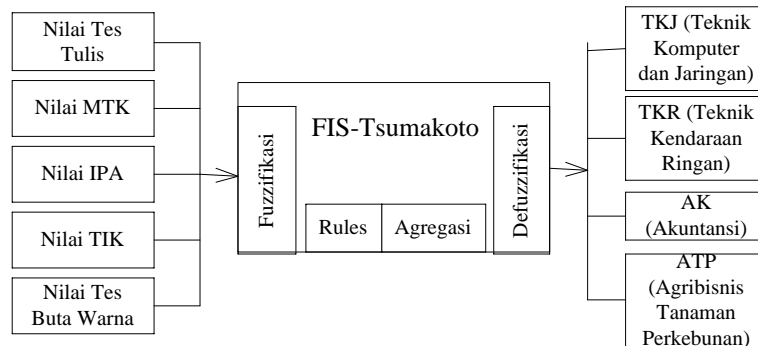 Nilai Tes
Tulis
Nilai MTK
Nilai IPA
Nilai TIK
Nilai Tes
Buta Warna
Fuzzifikasi
FIS-Tsumakoto
Rules
Agregasi
Defuzzifikasi
TKJ (Teknik
Komputer
dan Jaringan)
TKR (Teknik
Kendaraan
Ringan)
AK
(Akuntansi)
ATP
(Agribisnis
Tanaman
Perkebunan)